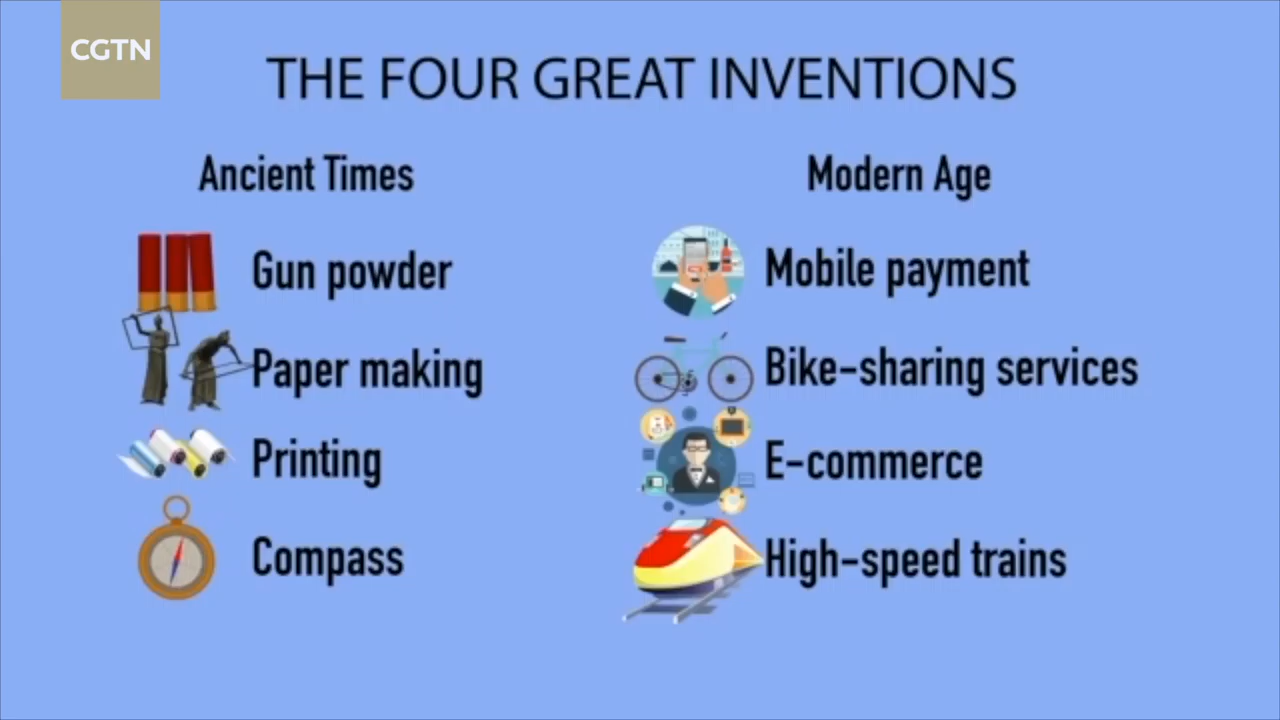 CGTN
THE FOUR GREAT INVENTIONS
Ancient Times
Gun powder
Paper making
Printing
Compass
Modern Age
Mobile payment
Bike-sharing services
E-commerce
High-speed trains